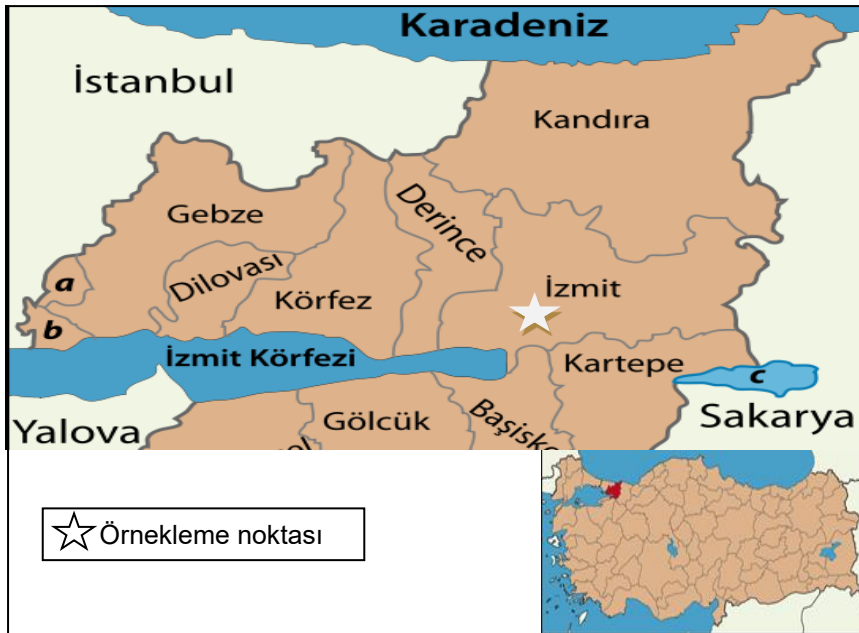 Karadeniz
İstanbul
Kandıra
Gebze
Derince
a
Dilovası
Körfez
İzmit
b
İzmit Körfezi
Kartepe
c
Yalova
Gölcük
Sakarya
Örnekleme noktası